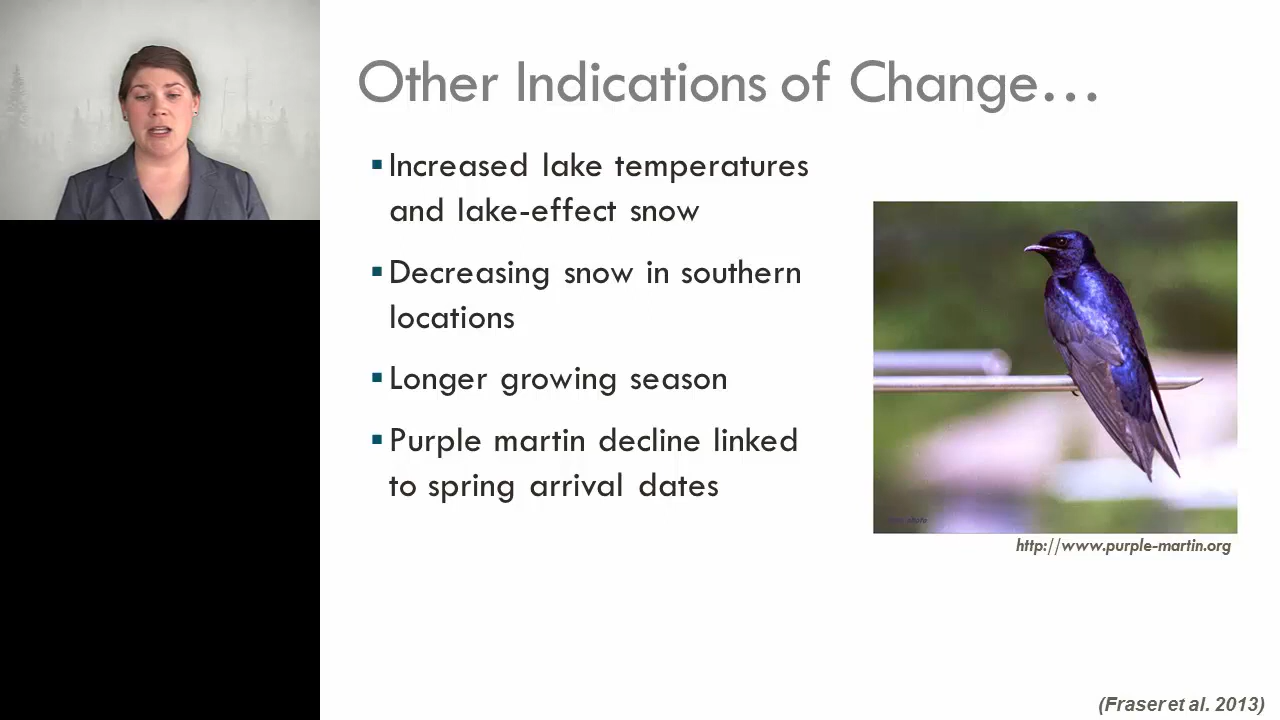 Other Indications of Change…
▪Increased lake temperatures
and lake-effect snow
▪Decreasing snow in southern
locations
▪Longer growing season
▪Purple martin decline linked
to spring arrival dates
http://www.purple-martin.org
(Fraser et al. 2013)